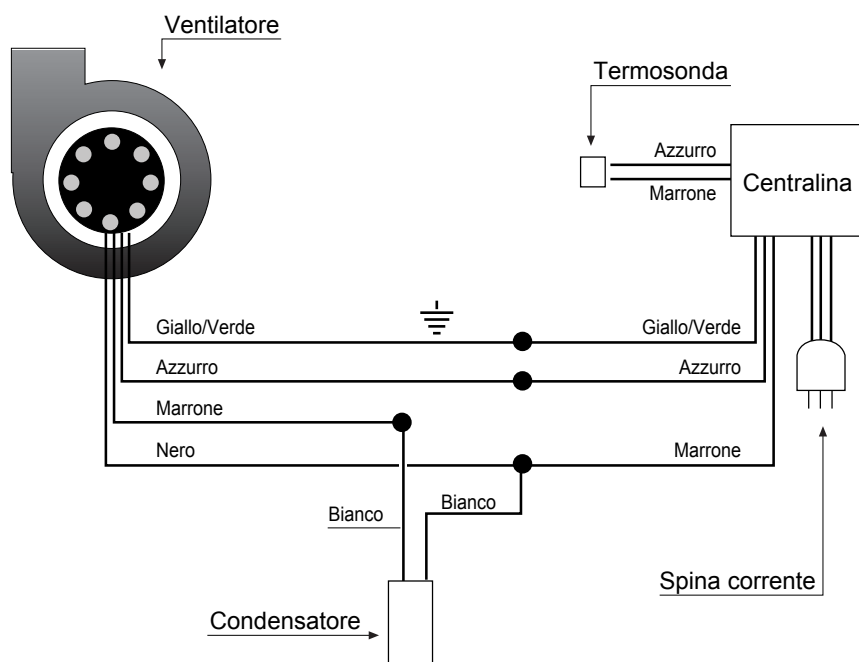 Ventilatore
Termosonda
Azzurro
Marrone
Centralina
Giallo/Verde
Giallo/Verde
Azzurro
Azzurro
Marrone
Nero
Marrone
Bianco
Bianco
Spina corrente
Condensatore